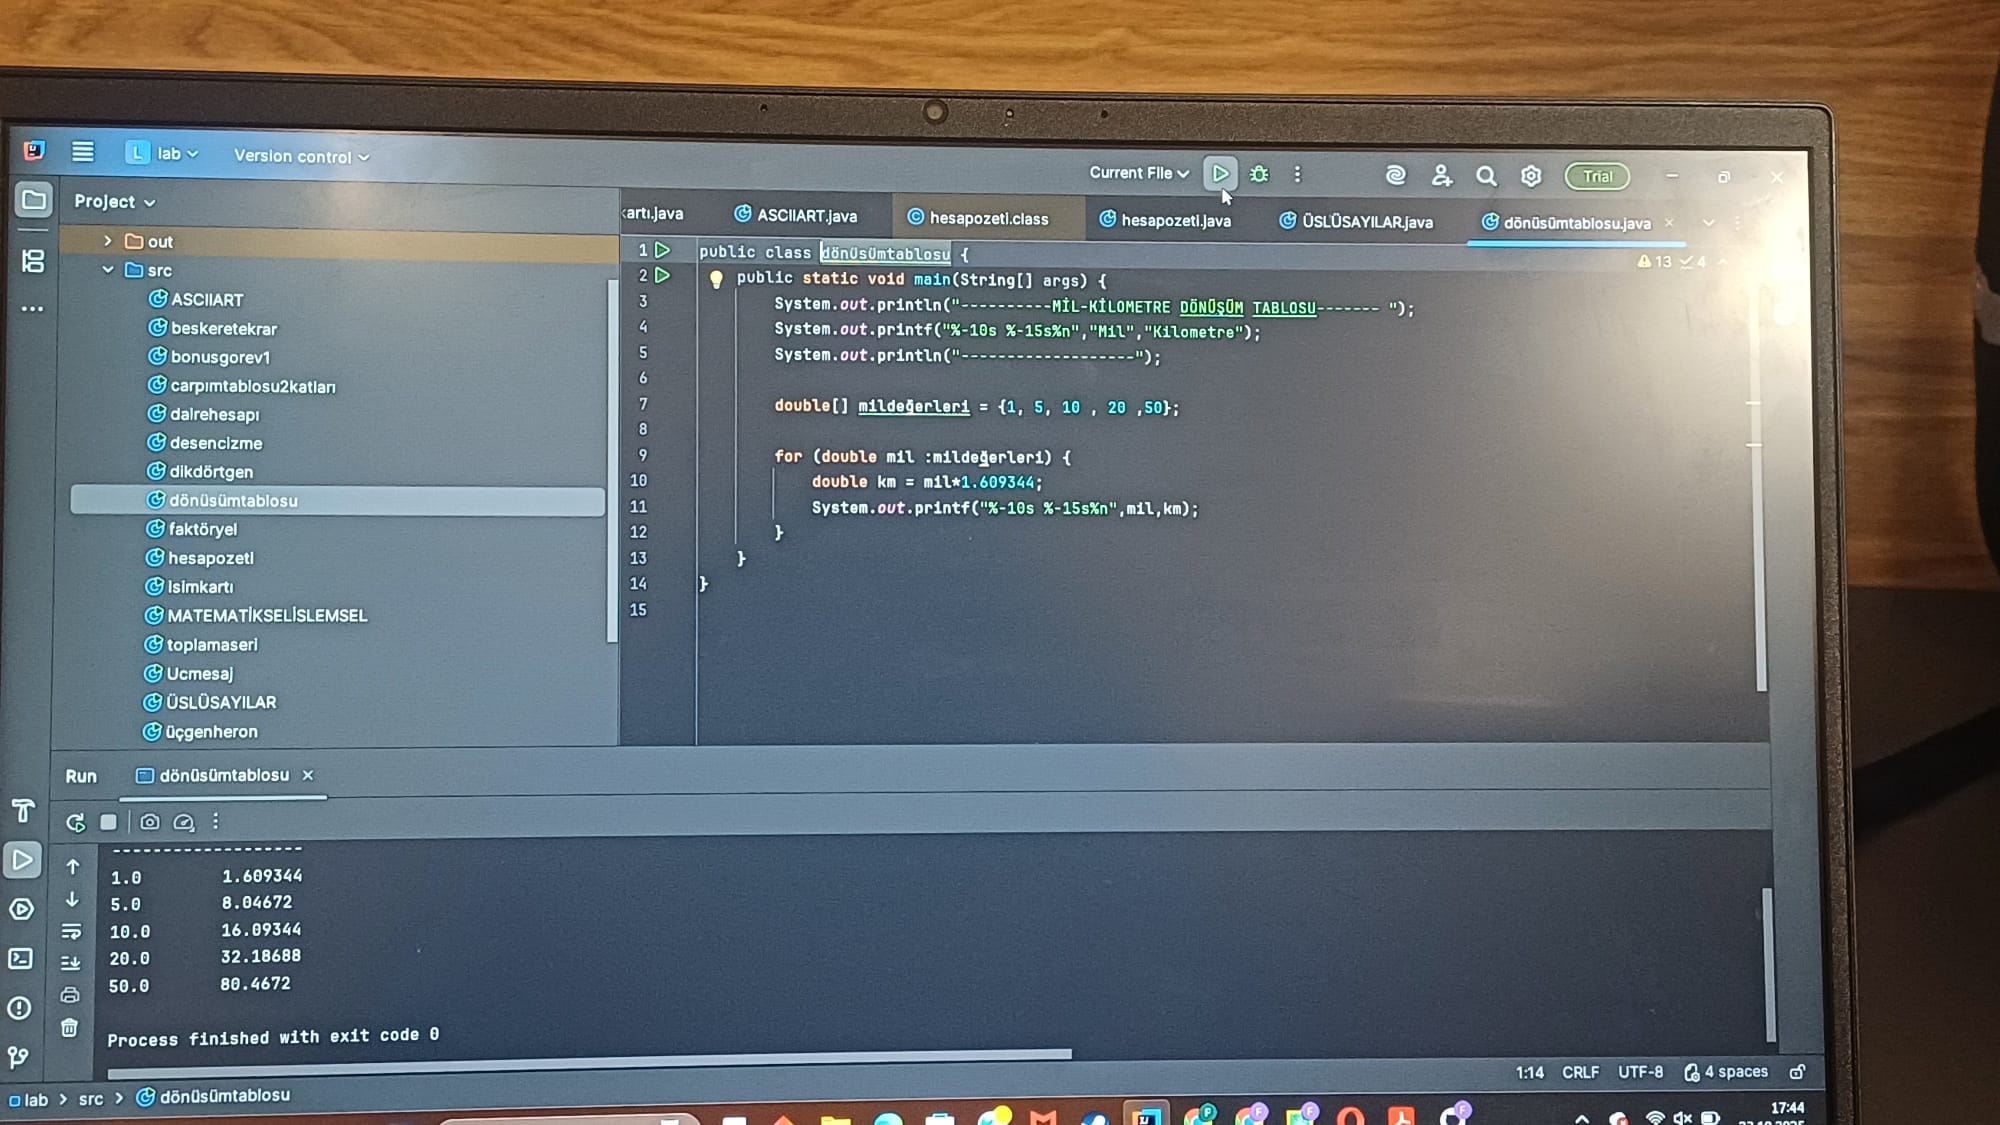 L lab Version control Current File Trial
Project
kartı.java ASCIIART.java hesapozeti.class hesapozeti.java ÜSLÜSAYILAR.java dönüsümtablosu.java
out
src
ASCIIART
beskeretekrar
bonusgorev1
carpımtablosu2katları
dairehesapı
desencizme
dikdörtgen
dönüsümtablosu
faktöryel
hesapozeti
isimkartı
MATEMATİKSELİSLEMSEL
toplamaseri
Ucmesaj
ÜSLÜSAYILAR
üçgenheron
13 4
1 public class dönüsümtablosu {
2 public static void main(String[] args) {
3 System.out.println("----------MİL-KİLOMETRE DÖNÜŞÜM TABLOSU------- ");
4 System.out.printf("%-10s %-15s%n","Mil","Kilometre");
5 System.out.println("-------------------");
6
7 double[] mildeğerleri = {1, 5, 10 , 20 ,50};
8
9 for (double mil :mildeğerleri) {
10 double km = mil*1.609344;
11 System.out.printf("%-10s %-15s%n",mil,km);
12 }
13 }
14 }
15
Run dönüsümtablosu
-------------------
1.0 1.609344
5.0 8.04672
10.0 16.09344
20.0 32.18688
50.0 80.4672
Process finished with exit code 0
1:14 CRLF UTF-8 4 spaces
lab > src > dönüsümtablosu
17:44